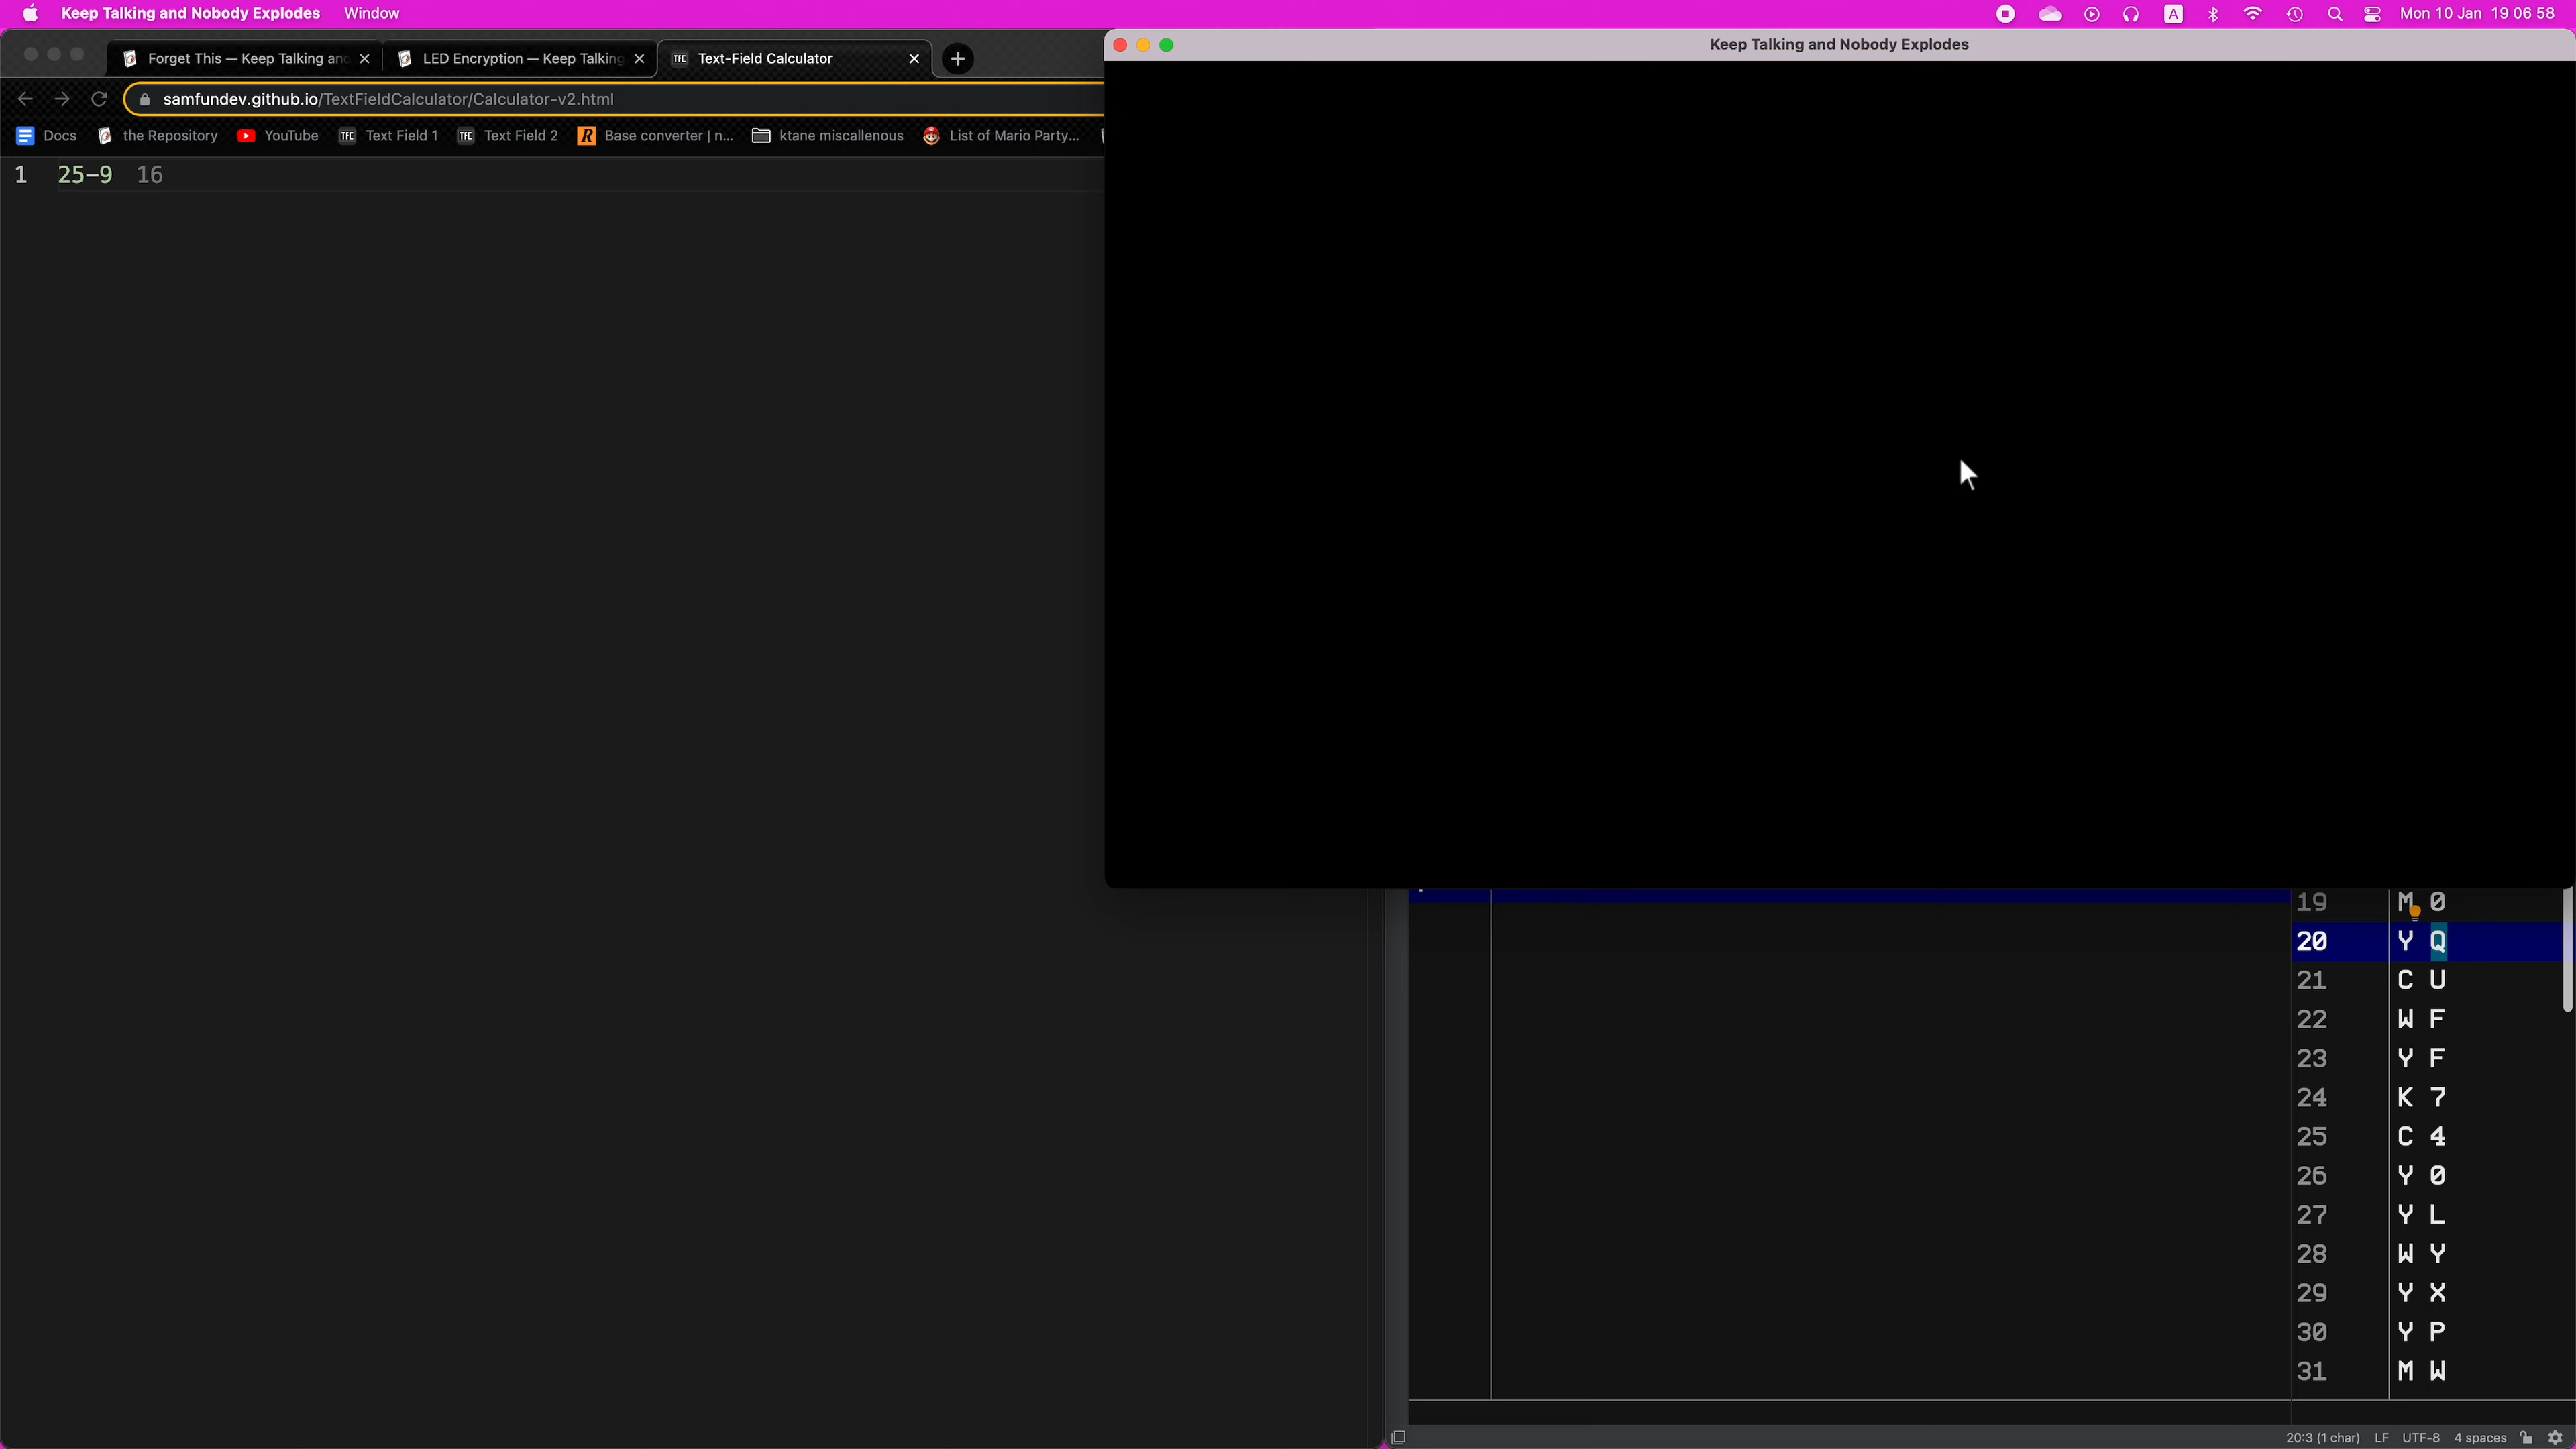 Keep Talking and Nobody Explodes Window A Mon 10 Jan 19 06 58
Forget This — Keep Talking and
LED Encryption — Keep Talking
TFC Text-Field Calculator
Keep Talking and Nobody Explodes
samfundev.github.io/TextFieldCalculator/Calculator-v2.html
Docs the Repository YouTube TFC Text Field 1 TFC Text Field 2 R Base converter | n... ktane miscallenous List of Mario Party...
1 25-9 16
19 M 0
20 Y Q
21 C U
22 W F
23 Y F
24 K 7
25 C 4
26 Y 0
27 Y L
28 W Y
29 Y X
30 Y P
31 M W
20:3 (1 char) LF UTF-8 4 spaces